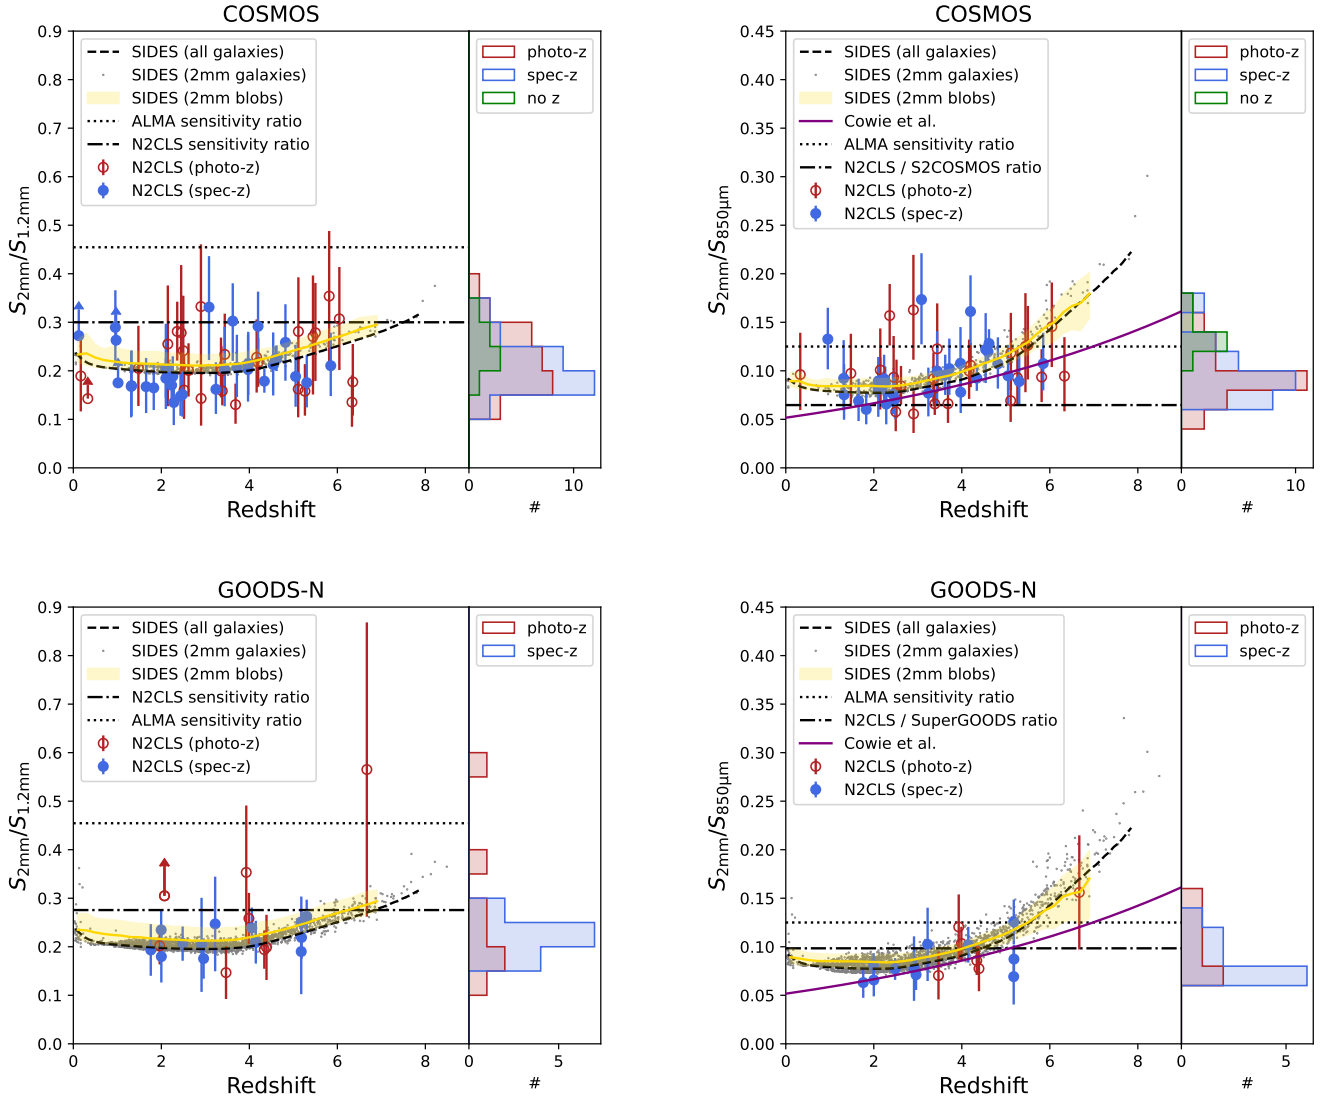 COSMOS
0.9
0.8
0.7
0.6
0.5
0.4
0.3
0.2
0.1
0.0
S2mm/S1.2mm
SIDES (all galaxies)
SIDES (2mm galaxies)
SIDES (2mm blobs)
ALMA sensitivity ratio
N2CLS sensitivity ratio
N2CLS (photo-z)
N2CLS (spec-z)
photo-z
spec-z
no z
0 2 4 6 8 0 10
Redshift #
COSMOS
0.45
0.40
0.35
0.30
0.25
0.20
0.15
0.10
0.05
0.00
S2mm/S850μm
SIDES (all galaxies)
SIDES (2mm galaxies)
SIDES (2mm blobs)
Cowie et al.
ALMA sensitivity ratio
N2CLS / S2COSMOS ratio
N2CLS (photo-z)
N2CLS (spec-z)
photo-z
spec-z
no z
0 2 4 6 8 0 10
Redshift #
GOODS-N
0.9
0.8
0.7
0.6
0.5
0.4
0.3
0.2
0.1
0.0
S2mm/S1.2mm
SIDES (all galaxies)
SIDES (2mm galaxies)
SIDES (2mm blobs)
N2CLS sensitivity ratio
ALMA sensitivity ratio
N2CLS (photo-z)
N2CLS (spec-z)
photo-z
spec-z
0 2 4 6 8 0 5
Redshift #
GOODS-N
0.45
0.40
0.35
0.30
0.25
0.20
0.15
0.10
0.05
0.00
S2mm/S850μm
SIDES (all galaxies)
SIDES (2mm galaxies)
SIDES (2mm blobs)
ALMA sensitivity ratio
N2CLS / SuperGOODS ratio
Cowie et al.
N2CLS (photo-z)
N2CLS (spec-z)
photo-z
spec-z
0 2 4 6 8 0 5
Redshift #